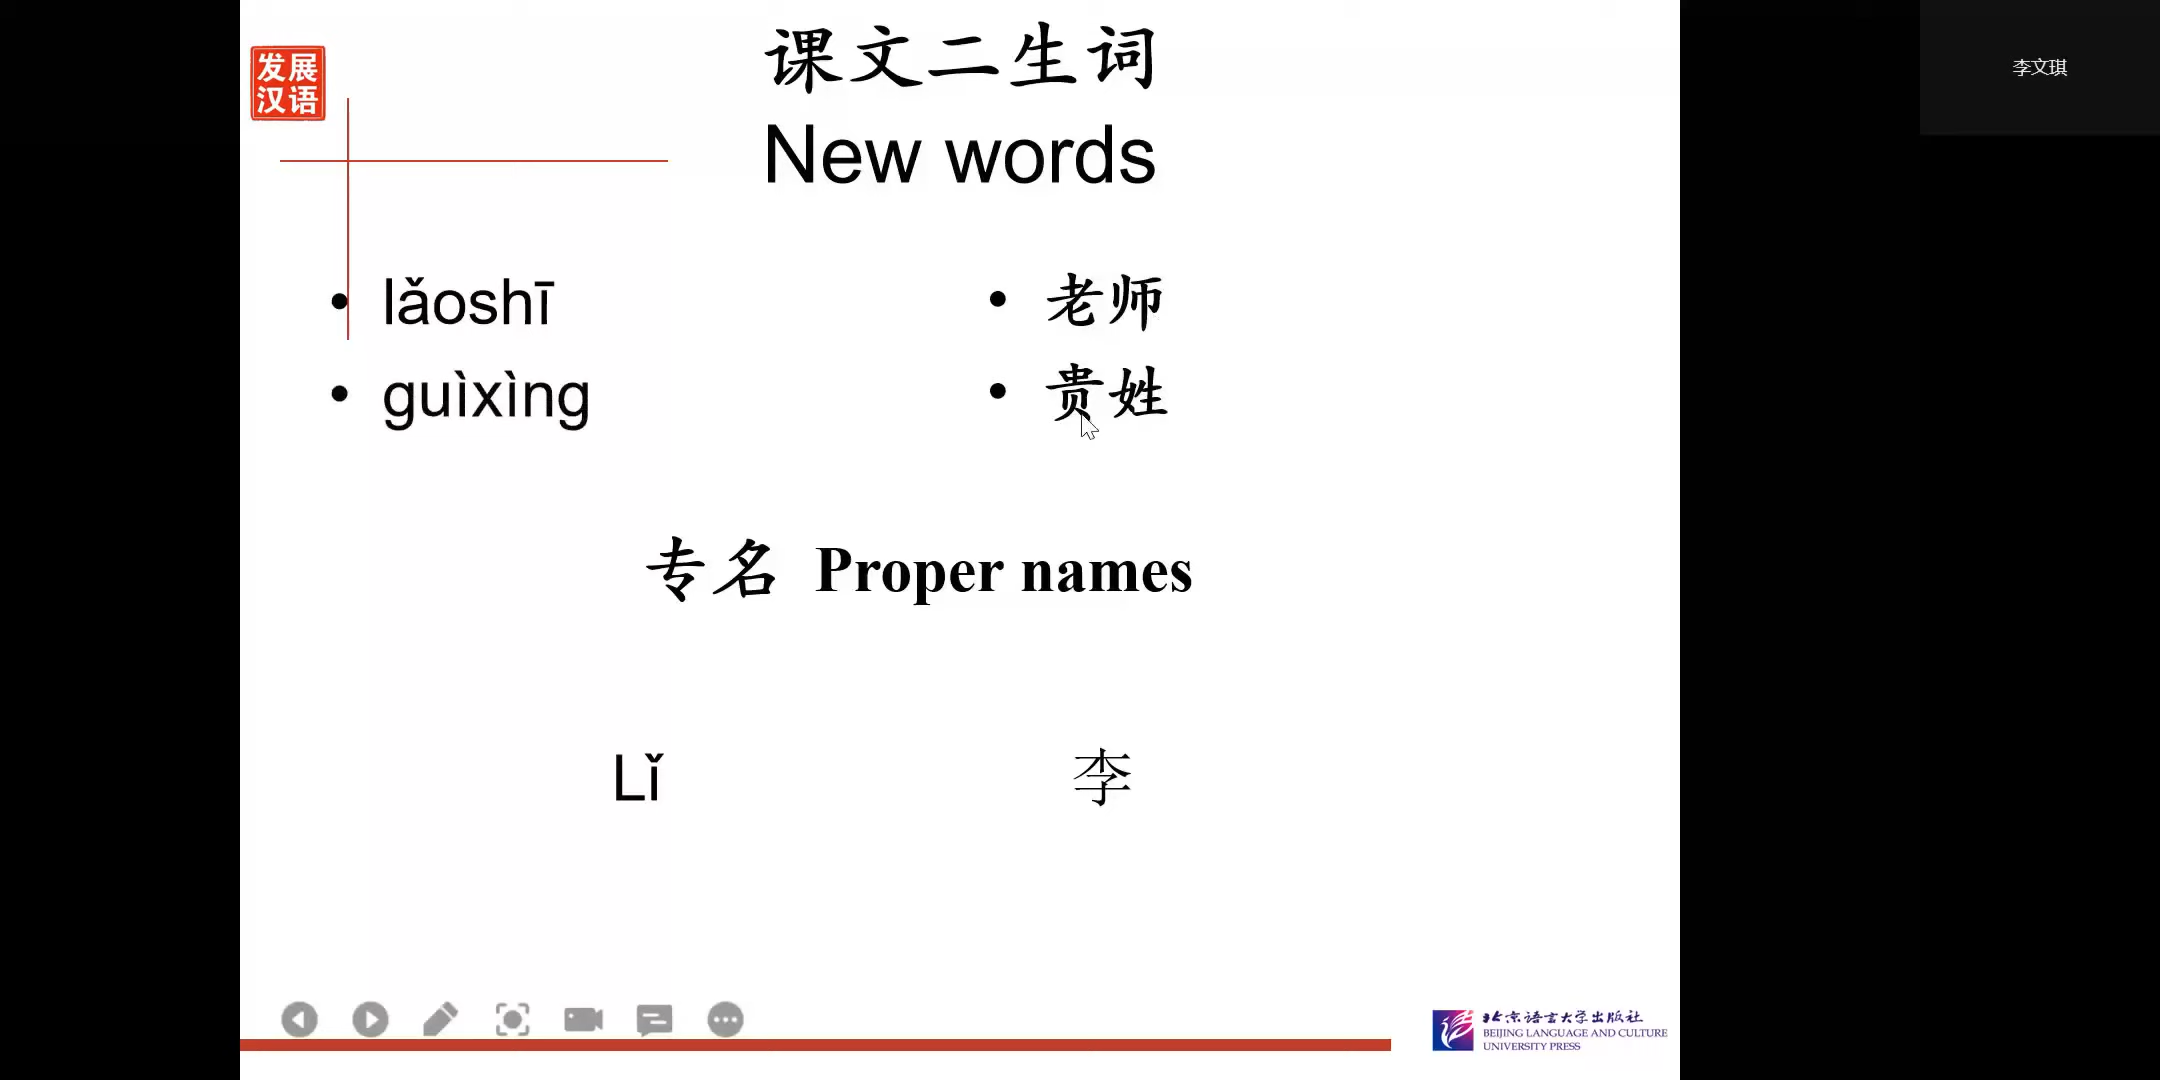 发展
汉语
课文二生词
New words
李文琪
• lǎoshī
• 老师
• guìxìng
• 贵姓
专名 Proper names
Lǐ
李
北京语言大学出版社
BEIJING LANGUAGE AND CULTURE
UNIVERSITY PRESS